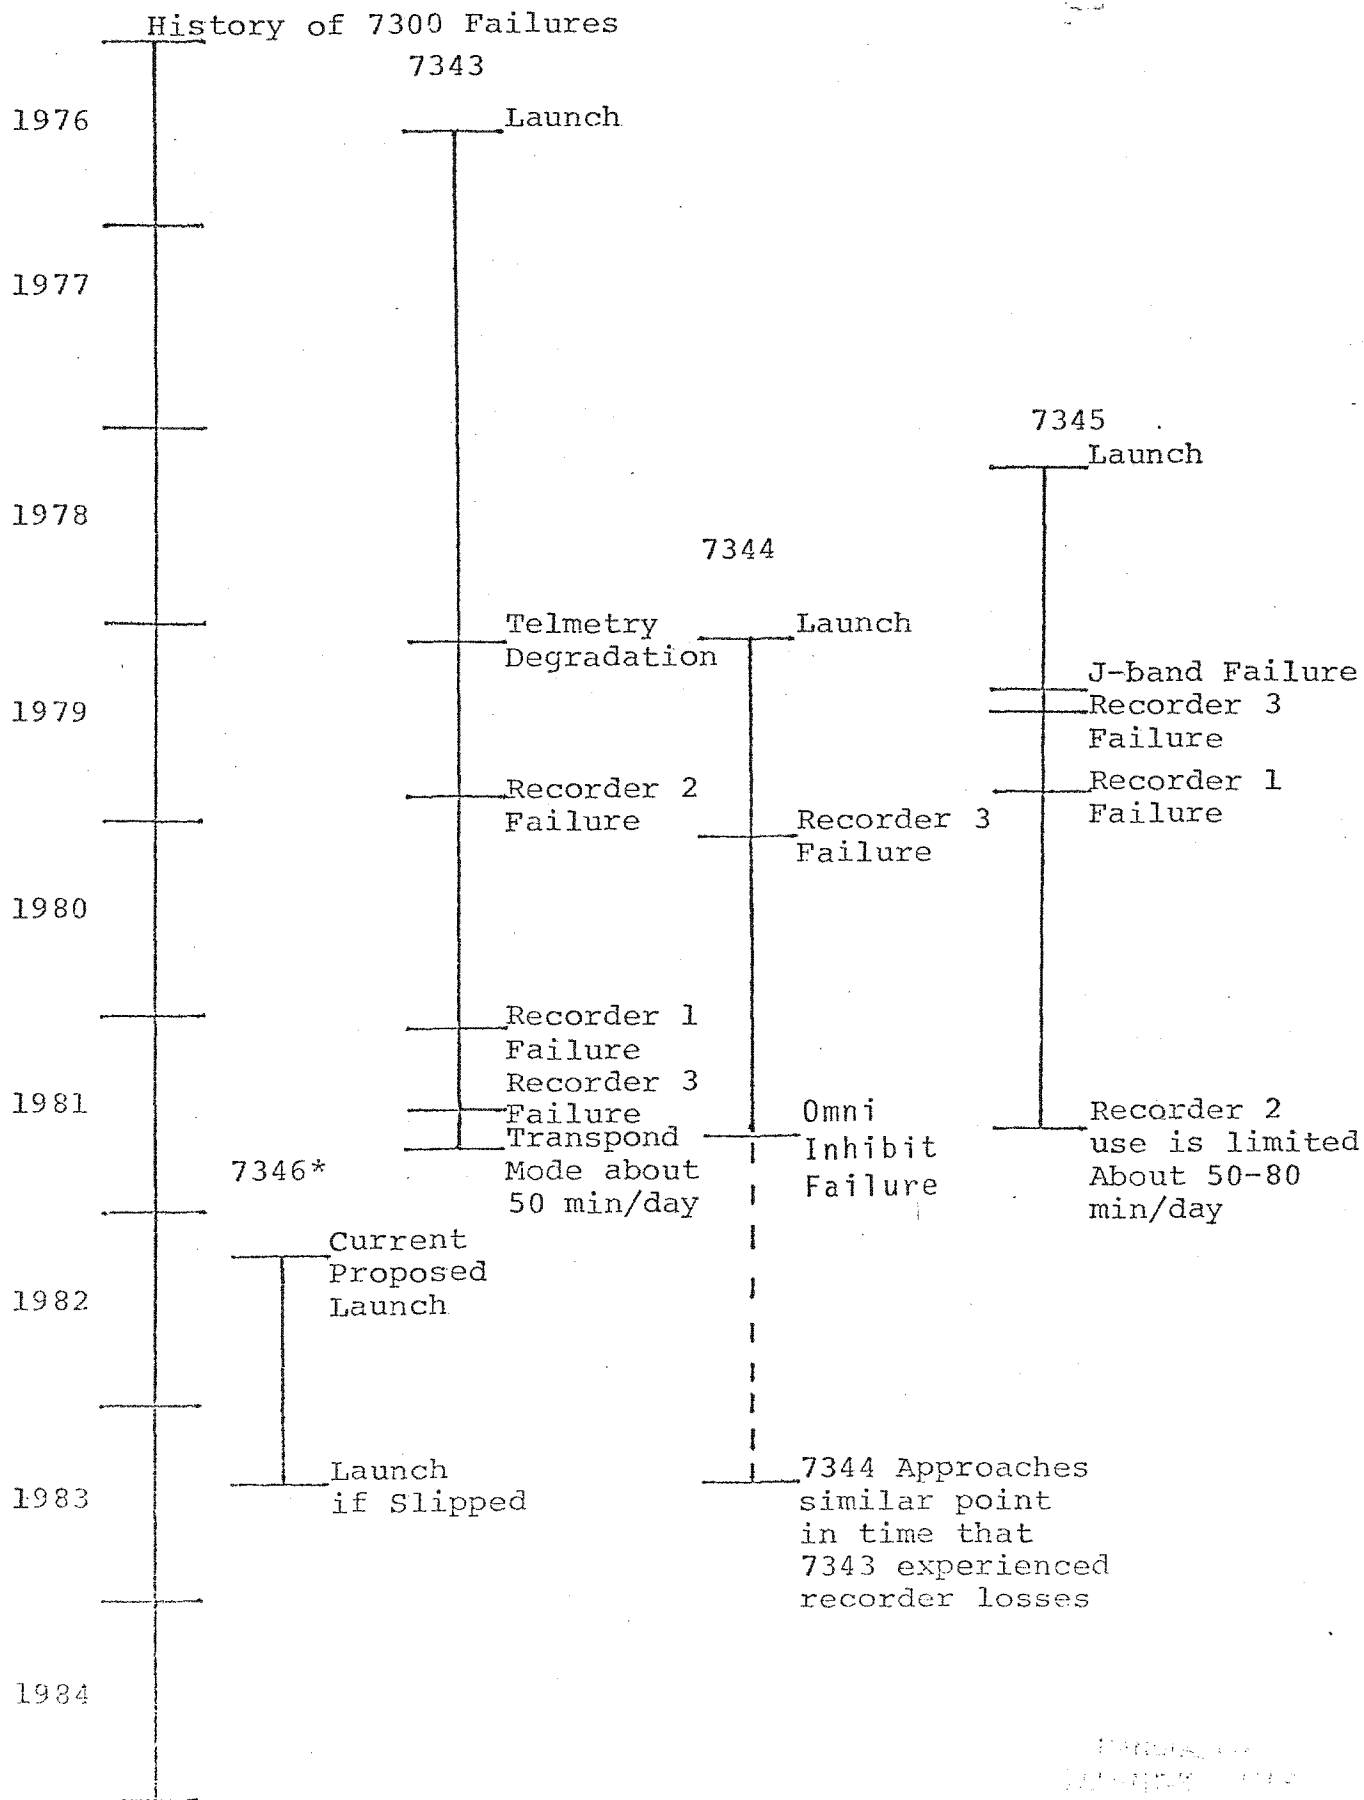 History of 7300 Failures
7343
1976
Launch
1977
7345
Launch
1978
7344
Telmetry
Degradation
Launch
J-band Failure
1979
Recorder 3
Failure
Recorder 2
Failure
Recorder 1
Failure
Recorder 3
Failure
1980
Recorder 1
Failure
Recorder 3
Failure
1981
Transpond
Mode about
50 min/day
Omni
Inhibit
Failure
Recorder 2
use is limited
About 50-80
min/day
7346*
Current
Proposed
Launch
1982
Launch
if Slipped
1983
7344 Approaches
similar point
in time that
7343 experienced
recorder losses
1984